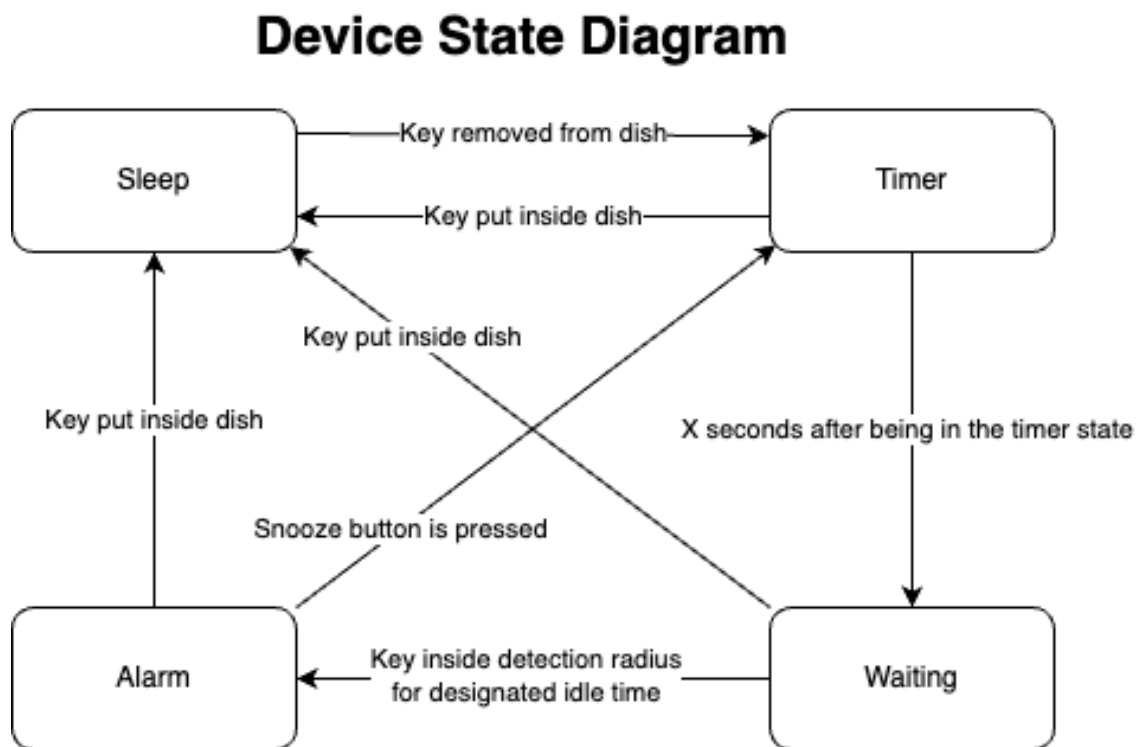 Device State Diagram
Sleep
Key removed from dish
Timer
Key put inside dish
Key put inside dish
Key put inside dish
X seconds after being in the timer state
Snooze button is pressed
Alarm
Key inside detection radius
for designated idle time
Waiting